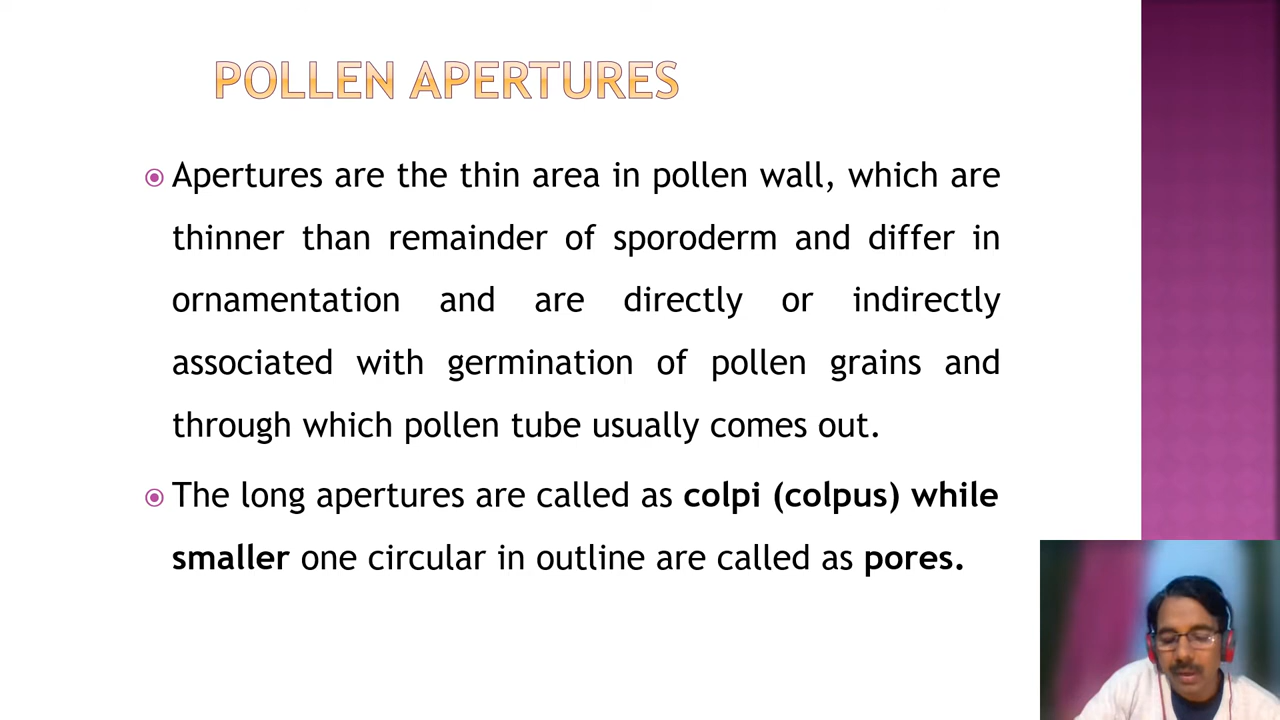 POLLEN APERTURES
Apertures are the thin area in pollen wall, which are
thinner than remainder of sporoderm and differ in
ornamentation and are directly or indirectly
associated with germination of pollen grains and
through which pollen tube usually comes out.
The long apertures are called as colpi (colpus) while
smaller one circular in outline are called as pores.